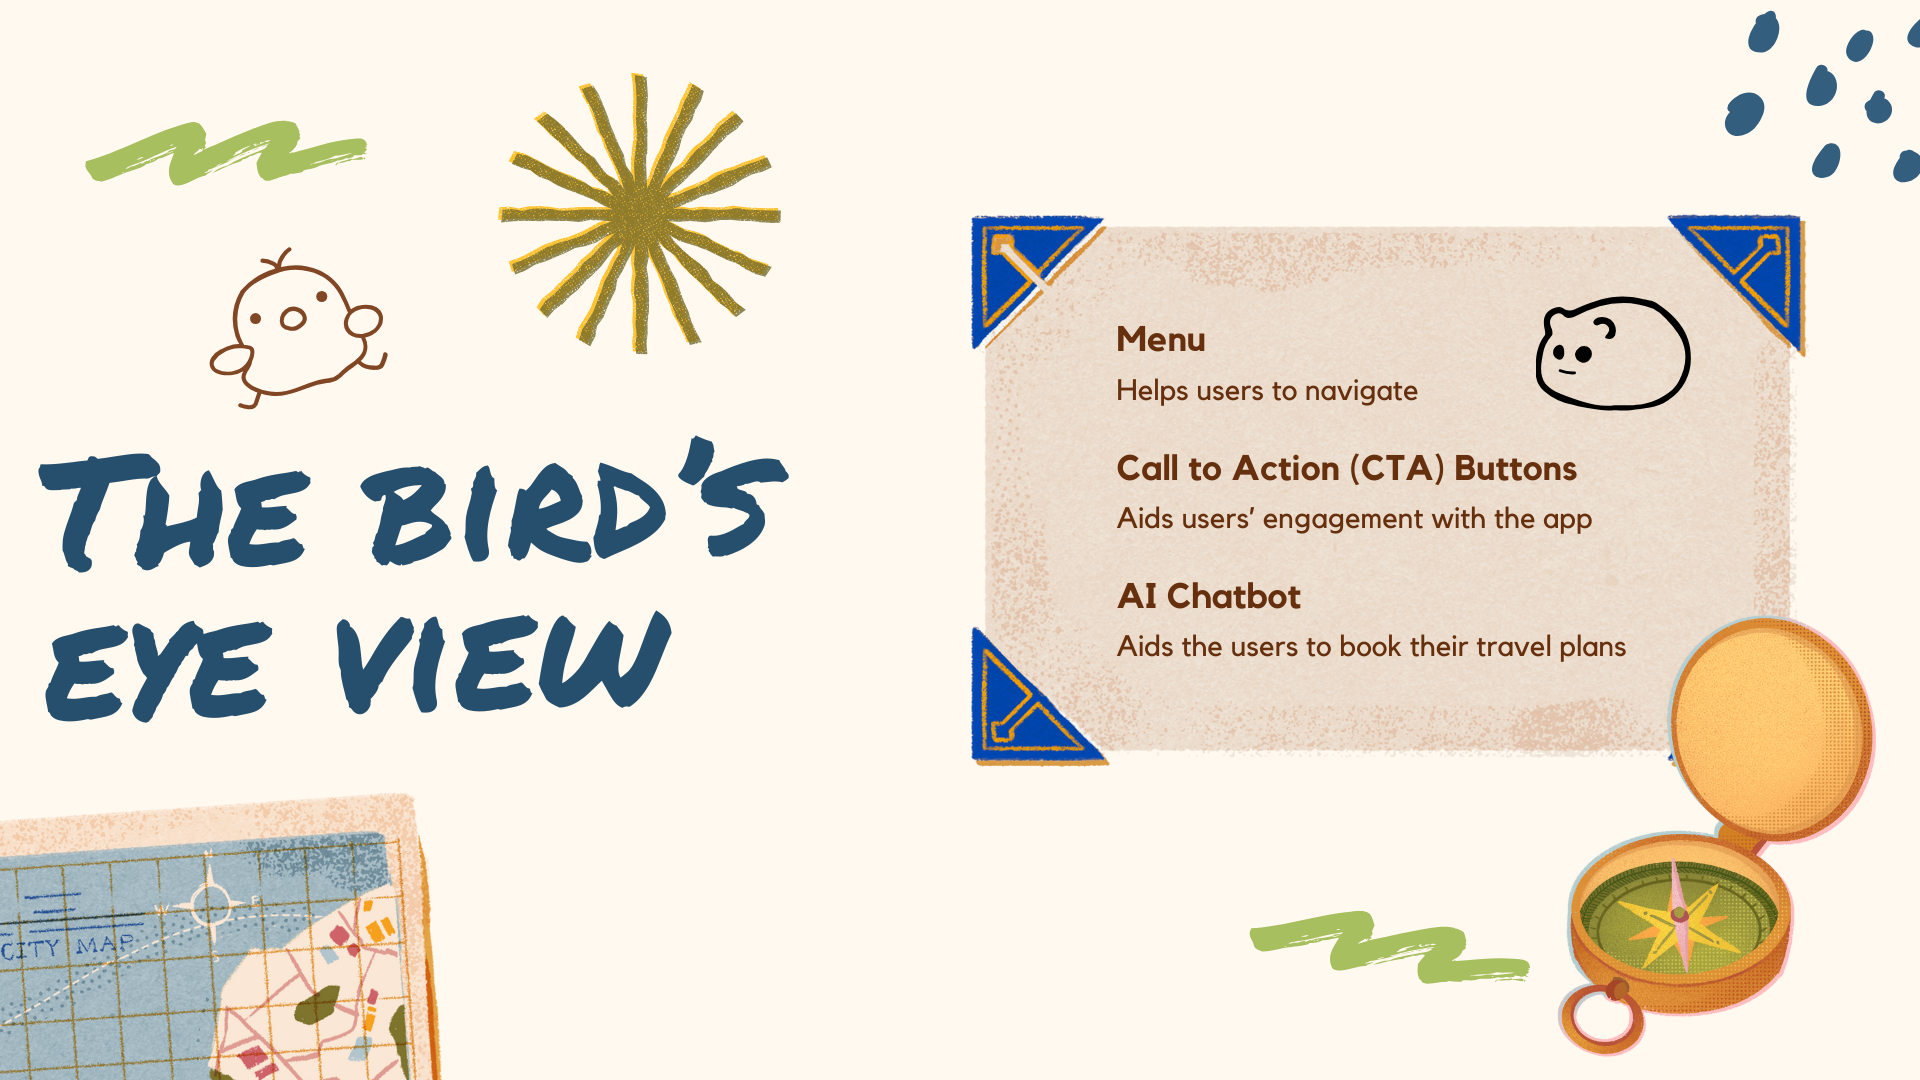 THE BIRD'S
EYE VIEW
Menu
Helps users to navigate
Call to Action (CTA) Buttons
Aids users’ engagement with the app
AI Chatbot
Aids the users to book their travel plans
N
W E
S
CITY MAP